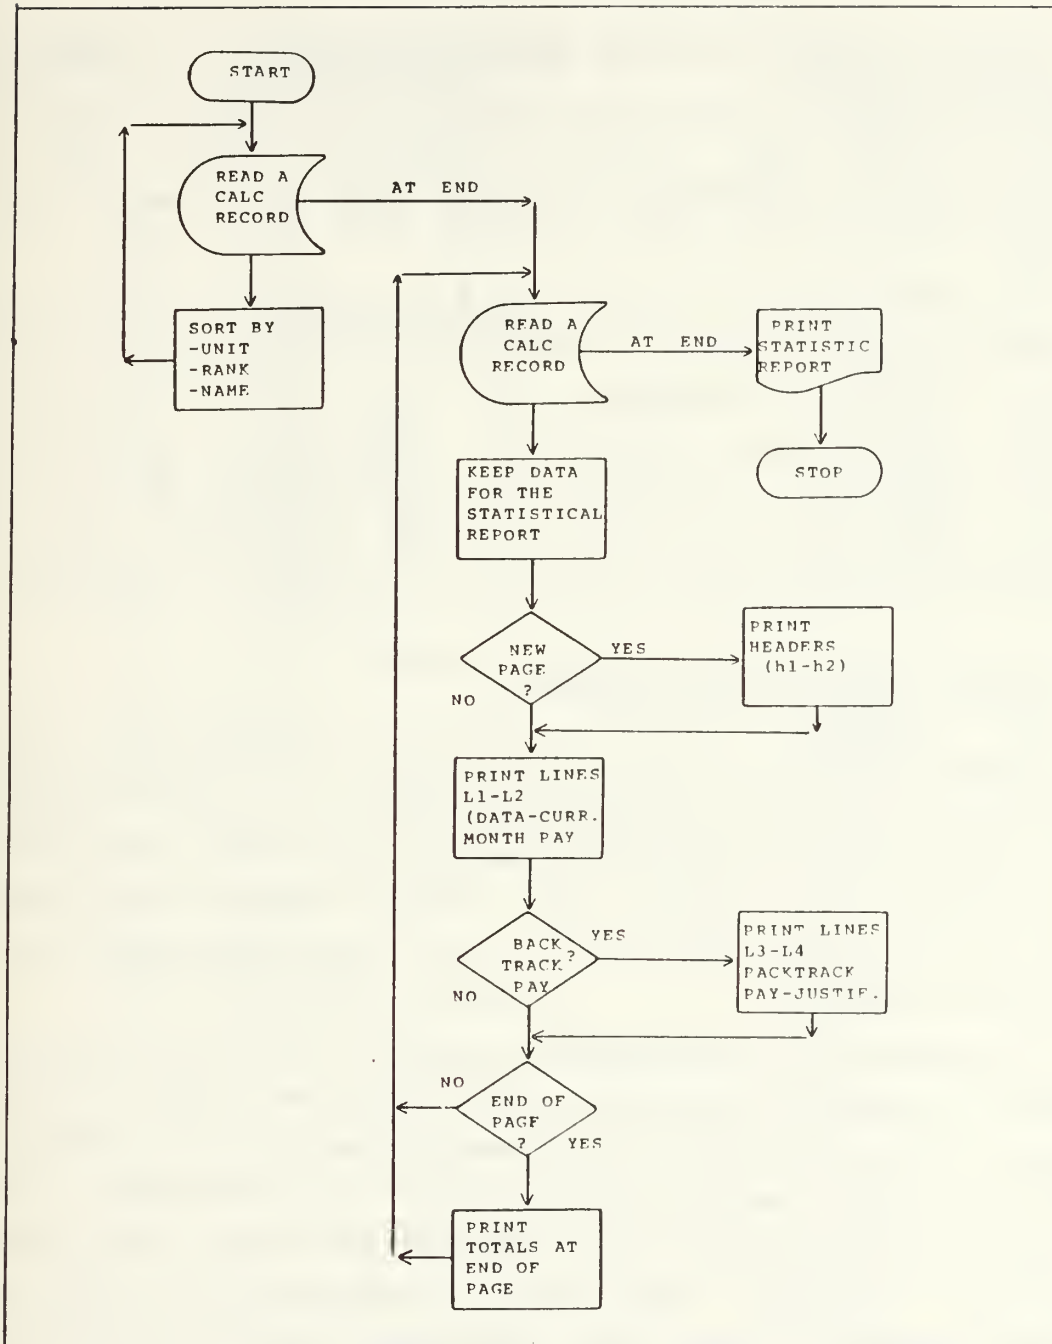 START
READ A
CALC
RECORD
AT END
SORT BY
-UNIT
-RANK
-NAME
READ A
CALC
RECORD
AT END
PRINT
STATISTIC
REPORT
STOP
KEEP DATA
FOR THE
STATISTICAL
REPORT
NEW
PAGE
?
YES
NO
PRINT
HEADERS
(h1-h2)
PRINT LINES
L1-L2
(DATA-CURR.
MONTH PAY
BACK
TRACK?
PAY
YES
NO
PRINT LINES
L3-L4
PACKTRACK
PAY-JUSTIF.
END OF
PAGE
?
NO
YES
PRINT
TOTALS AT
END OF
PAGE